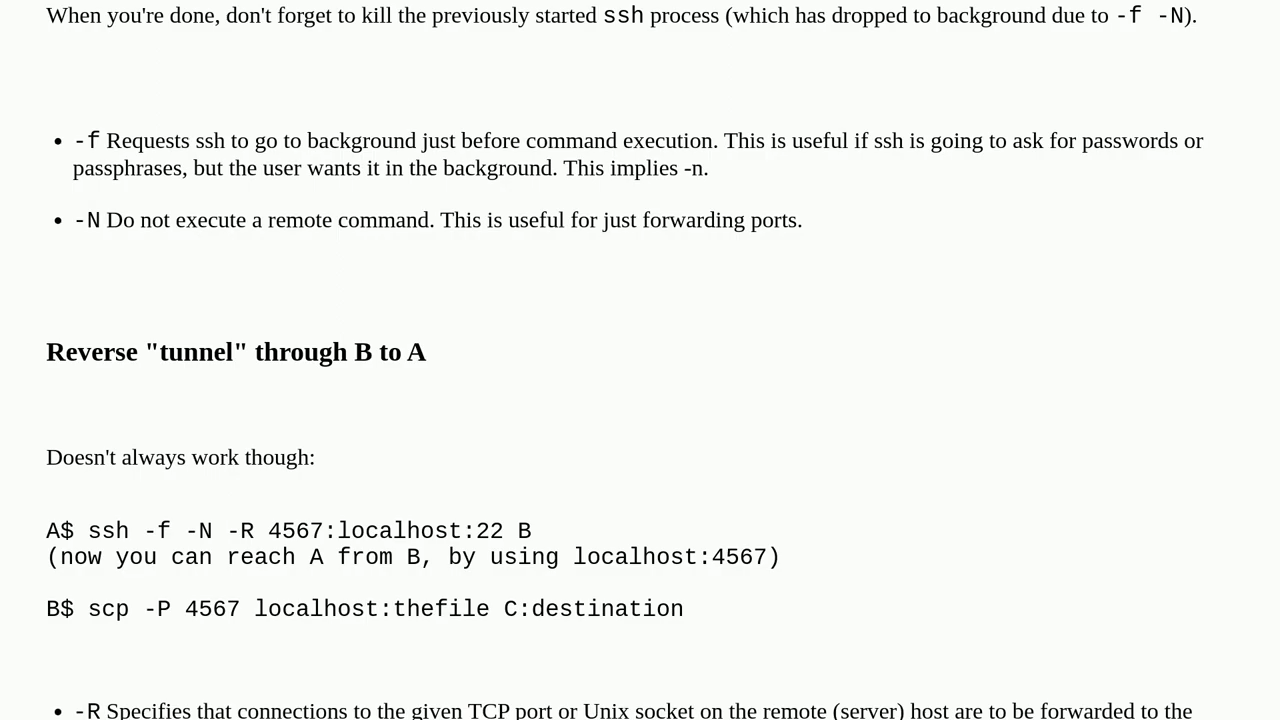 When you're done, don't forget to kill the previously started ssh process (which has dropped to background due to -f -N).
• -f Requests ssh to go to background just before command execution. This is useful if ssh is going to ask for passwords or
passphrases, but the user wants it in the background. This implies -n.
• -N Do not execute a remote command. This is useful for just forwarding ports.
Reverse "tunnel" through B to A
Doesn't always work though:
A$ ssh -f -N -R 4567:localhost:22 B
(now you can reach A from B, by using localhost:4567)
B$ scp -P 4567 localhost:thefile C:destination
• -R Specifies that connections to the given TCP port or Unix socket on the remote (server) host are to be forwarded to the